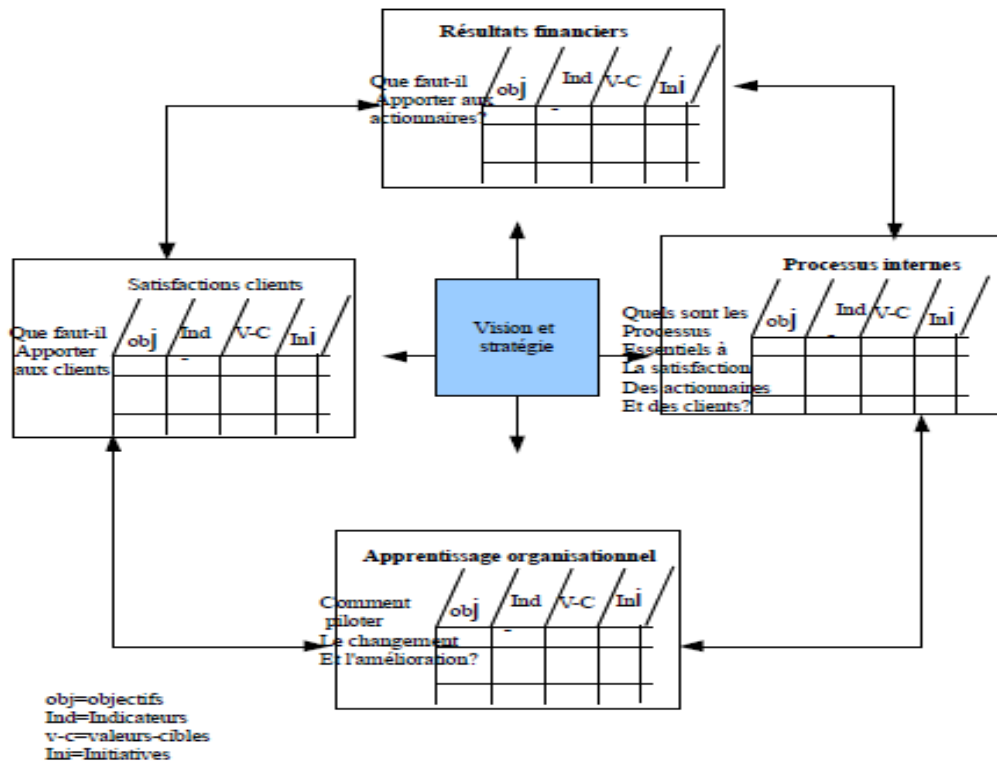 Résultats financiers
Que faut-il
Apporter aux
actionnaires?
obj Ind V-C Ini
-
Satisfactions clients
Que faut-il
Apporter
aux clients
obj Ind V-C Ini
-
Vision et
stratégie
Processus internes
Quels sont les
Processus
Essentiels à
La satisfaction
Des actionnaires
Et des clients?
obj Ind V-C Ini
-
Apprentissage organisationnel
Comment
piloter
Le changement
Et l'amélioration?
obj Ind V-C Ini
-
obj=objectifs
Ind=Indicateurs
v-c=valeurs-cibles
Ini=Initiatives